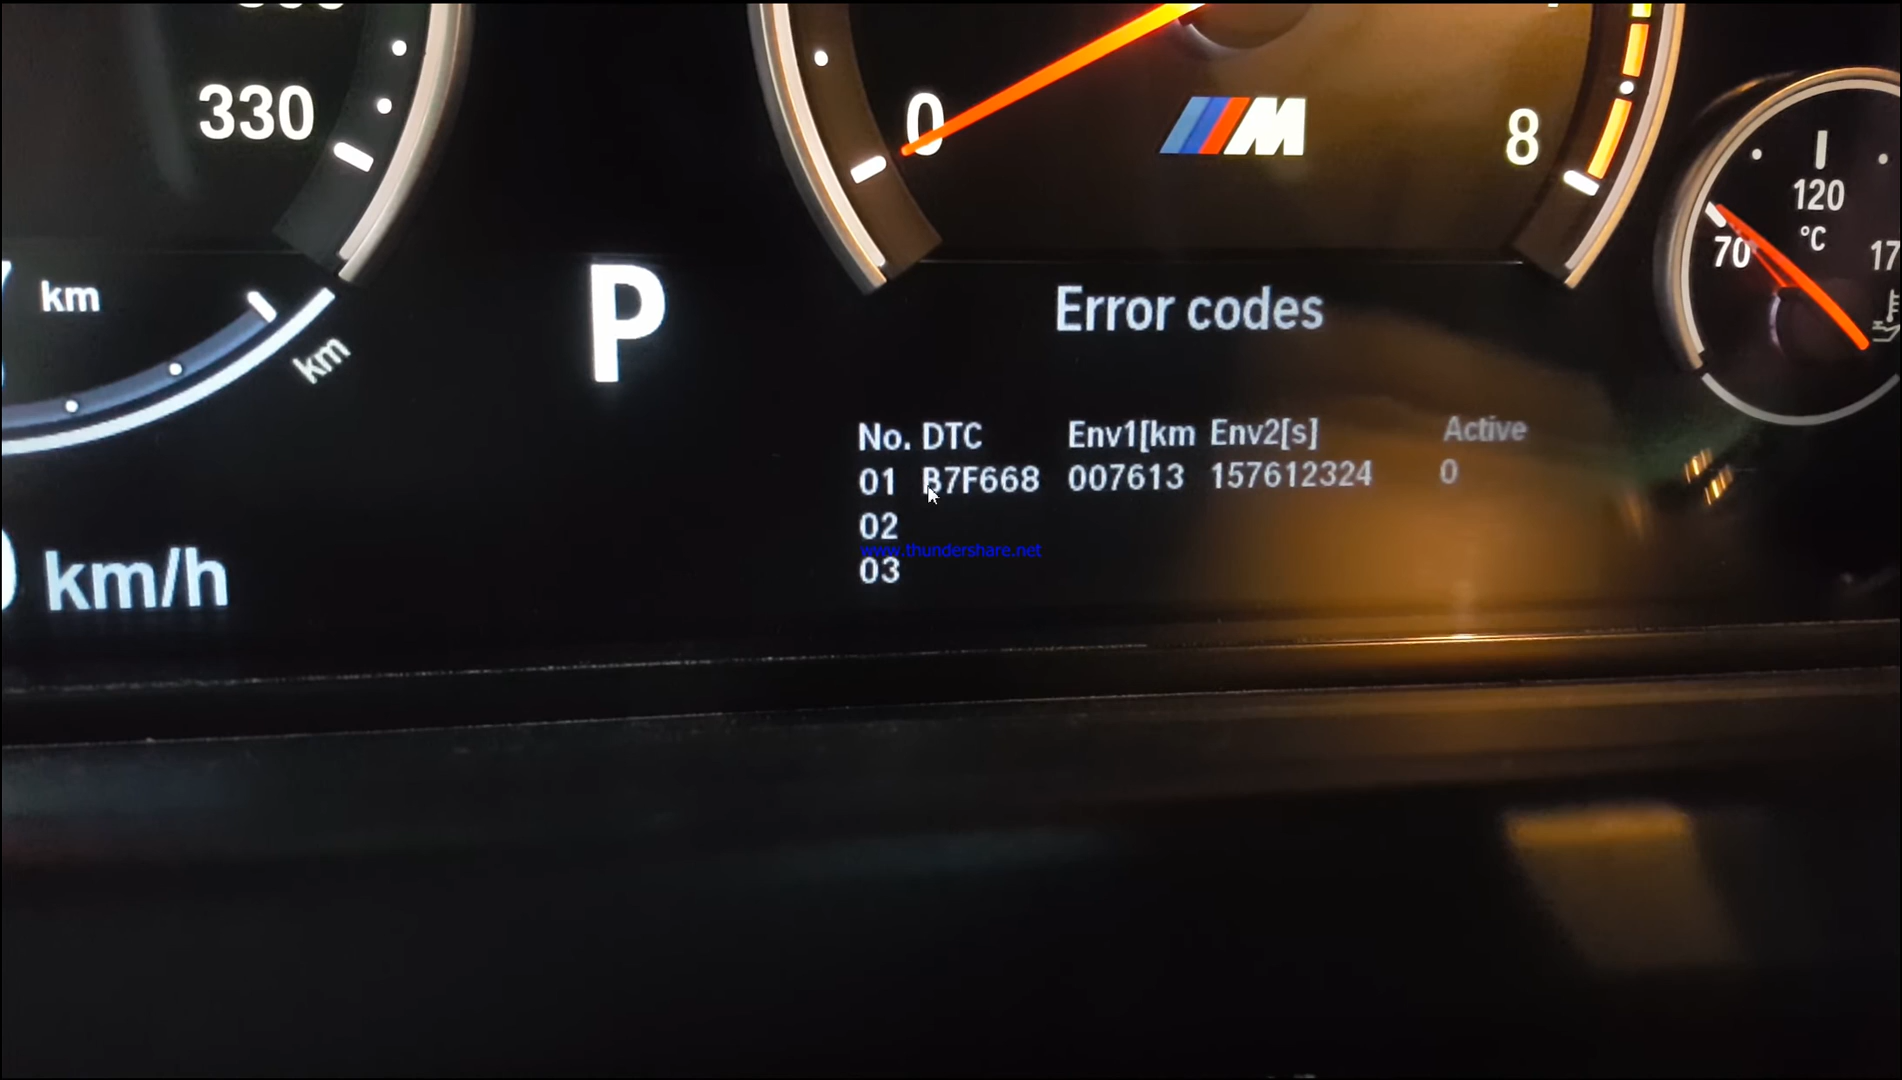 330
0
M
8
120
°C
70
km
km
P
Error codes
No. DTC Env1[km Env2[s] Active
01 B7F668 007613 157612324 0
02
www.thundershare.net
03
km/h